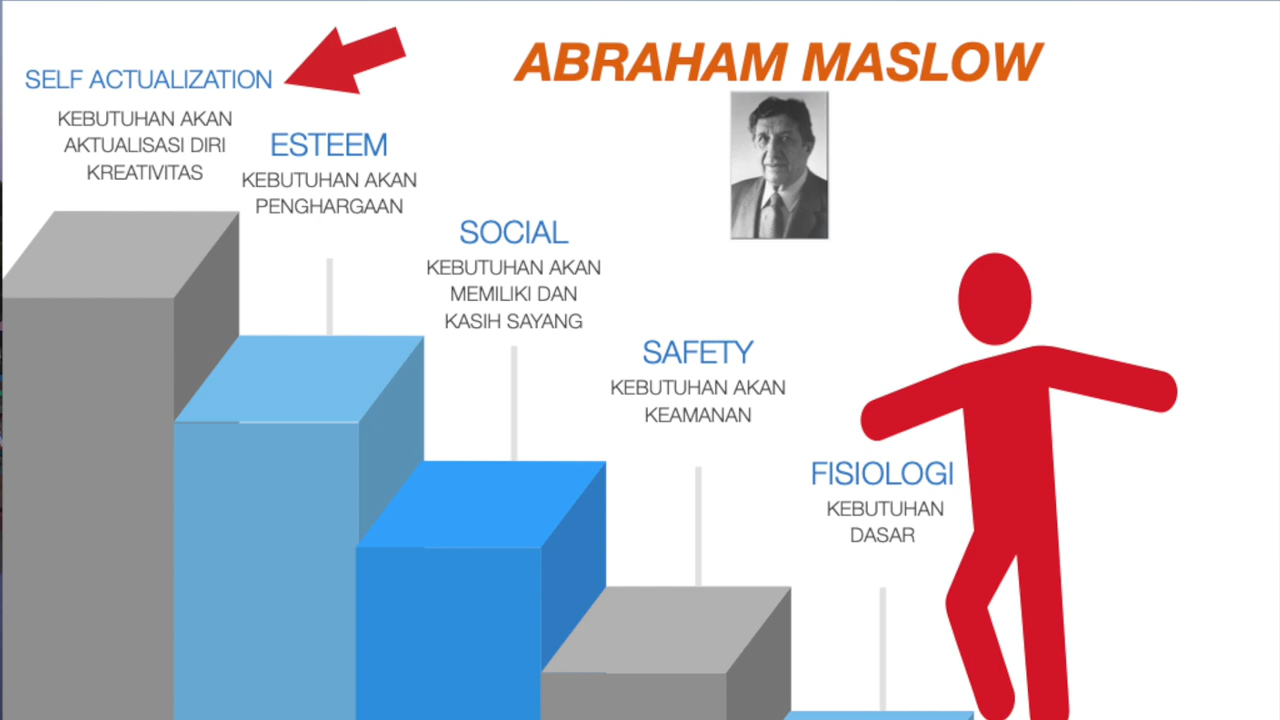 ABRAHAM MASLOW
SELF ACTUALIZATION
KEBUTUHAN AKAN
AKTUALISASI DIRI
KREATIVITAS
ESTEEM
KEBUTUHAN AKAN
PENGHARGAAN
SOCIAL
KEBUTUHAN AKAN
MEMILIKI DAN
KASIH SAYANG
SAFETY
KEBUTUHAN AKAN
KEAMANAN
FISIOLOGI
KEBUTUHAN
DASAR